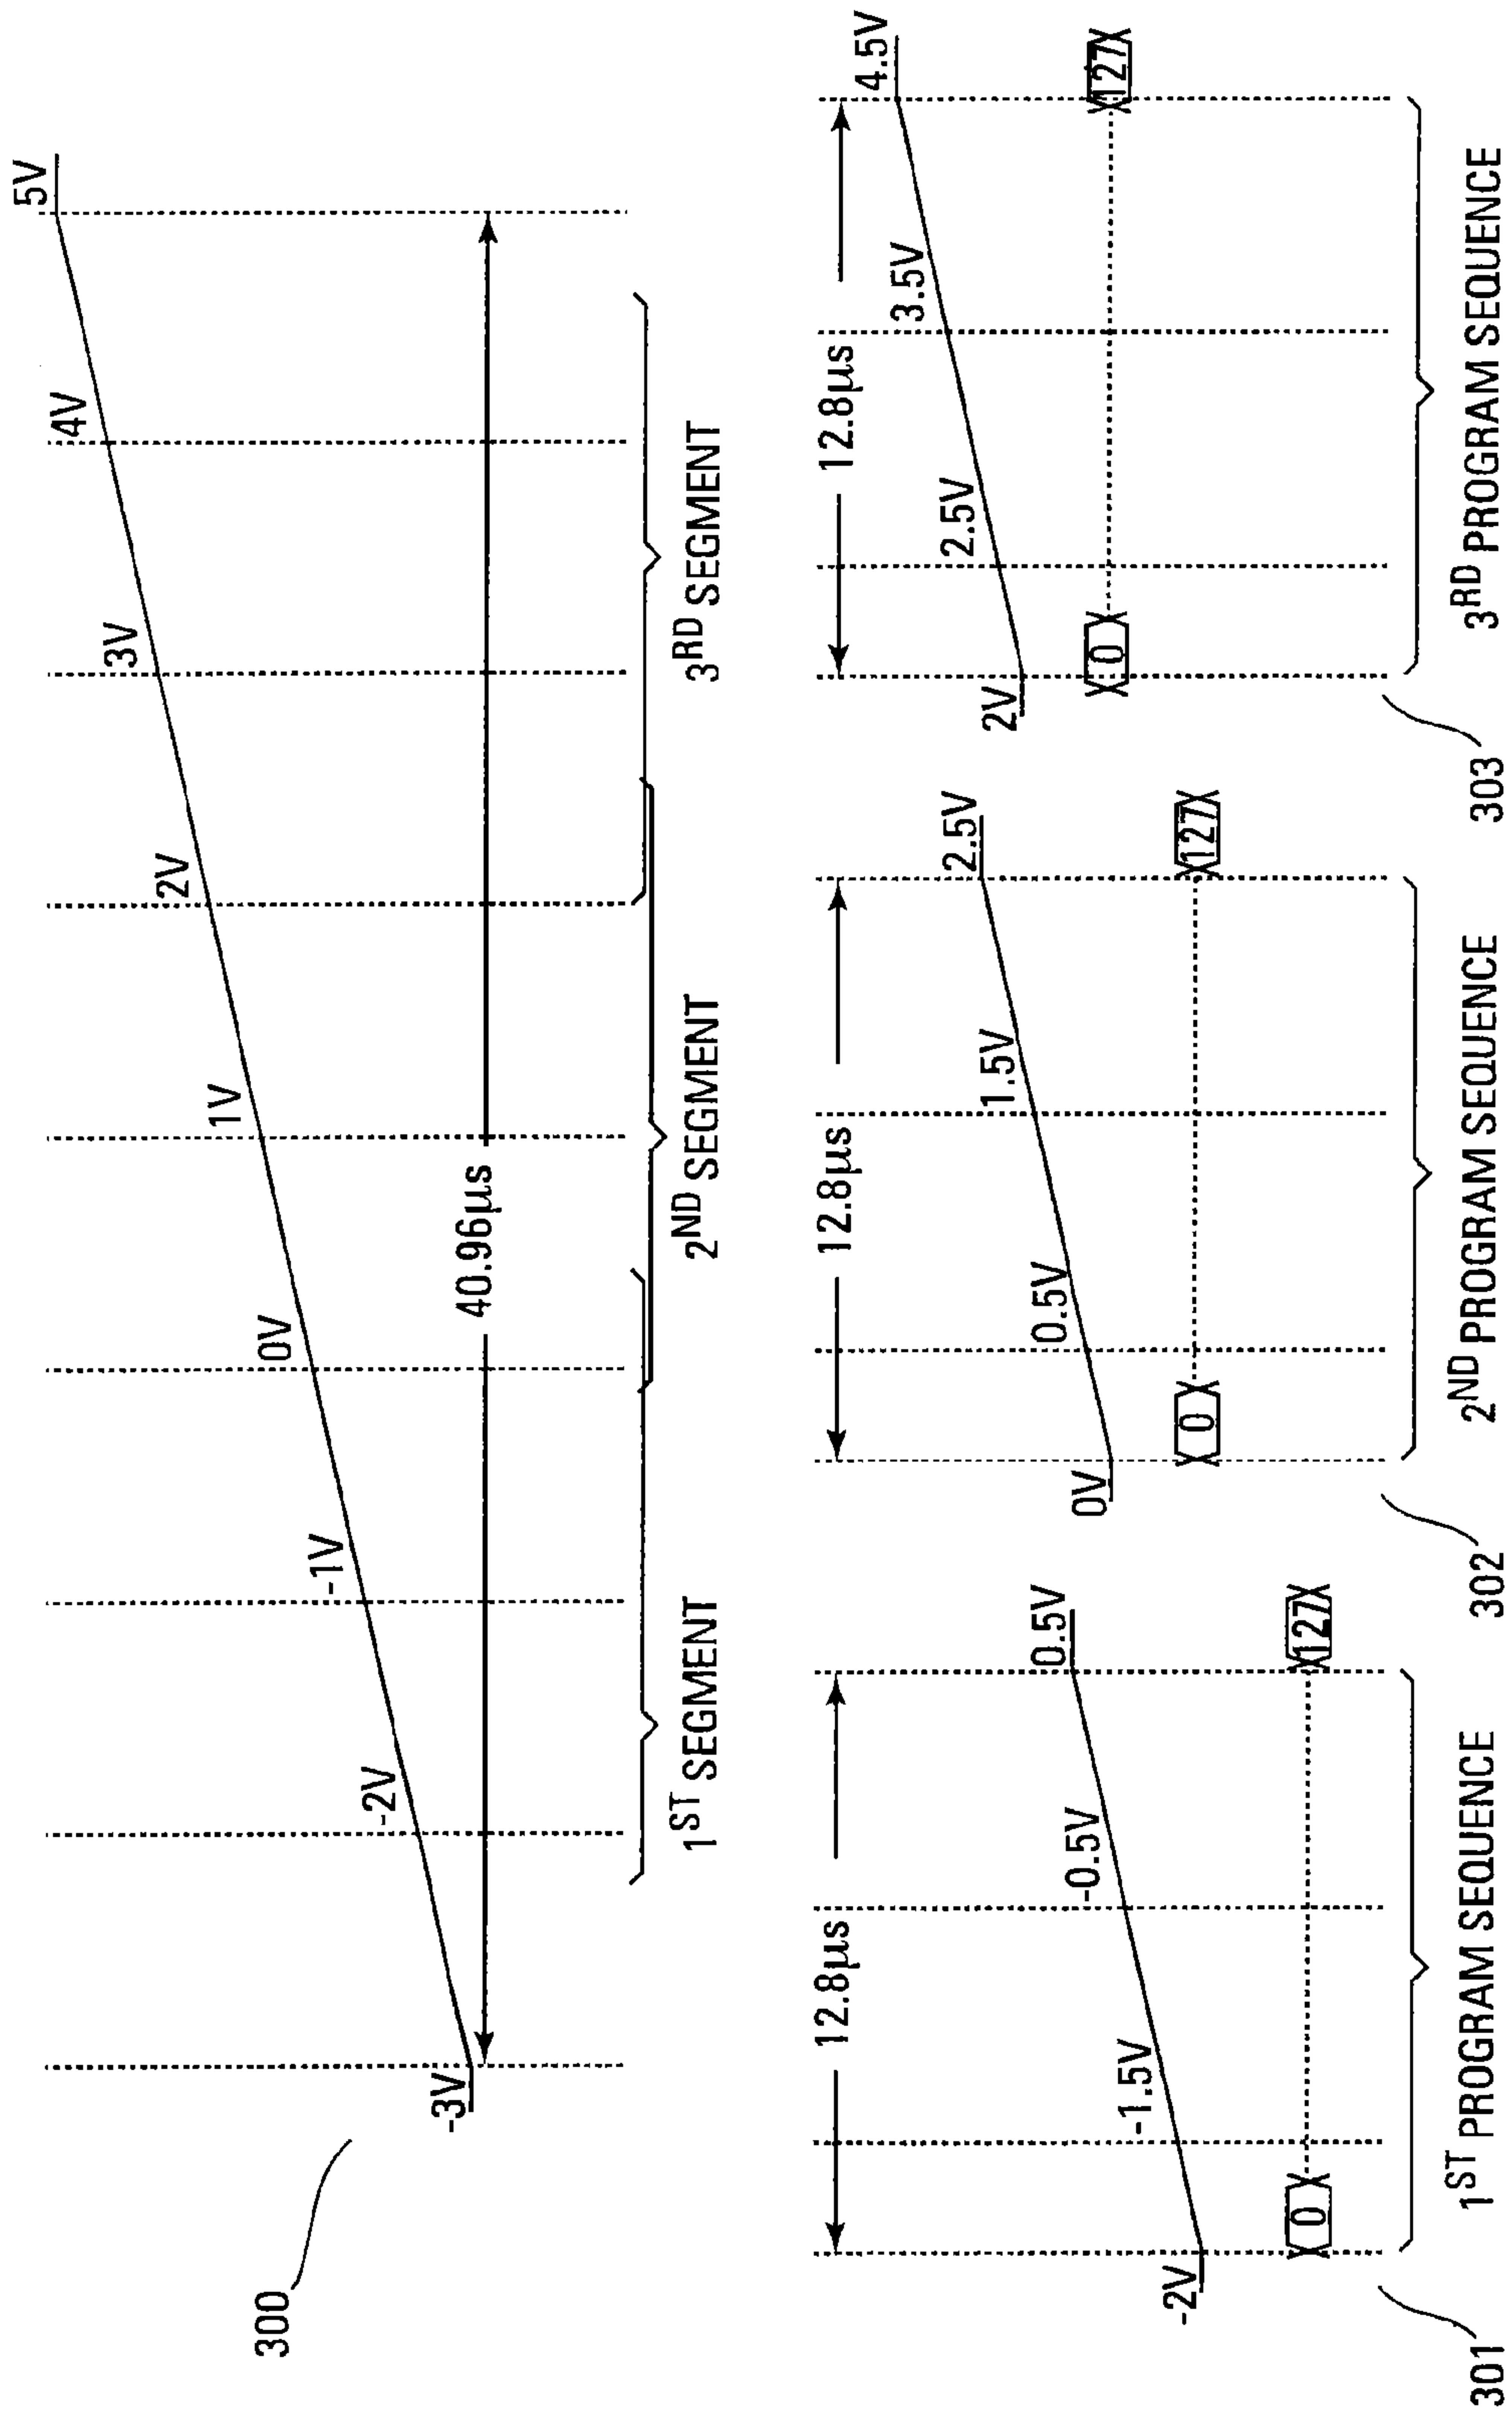 300
-3V
-2V
-1V
0V
1V
2V
3V
4V
5V
40.96µs
1ST SEGMENT
2ND SEGMENT
3RD SEGMENT
301
12.8µs
-2V
-1.5V
-0.5V
0.5V
0
127
1ST PROGRAM SEQUENCE
302
12.8µs
0V
0.5V
1.5V
2.5V
0
127
2ND PROGRAM SEQUENCE
303
12.8µs
2V
2.5V
3.5V
4.5V
0
127
3RD PROGRAM SEQUENCE